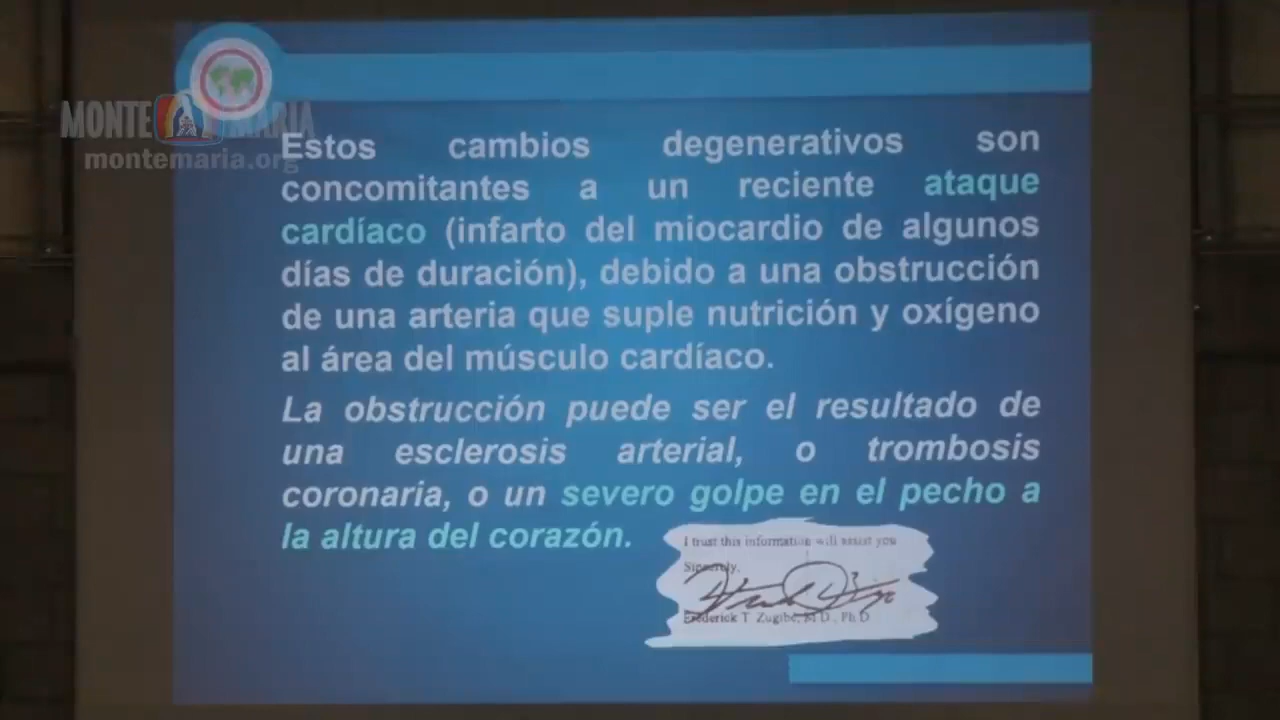 MONTE MARIA
montemaria.org
Estos cambios degenerativos son
concomitantes a un reciente ataque
cardíaco (infarto del miocardio de algunos
días de duración), debido a una obstrucción
de una arteria que suple nutrición y oxígeno
al área del músculo cardíaco.
La obstrucción puede ser el resultado de
una esclerosis arterial, o trombosis
coronaria, o un severo golpe en el pecho a
la altura del corazón.
I trust this information will assist you
Sincerely,
Frederick T. Zugibe, M.D., Ph.D